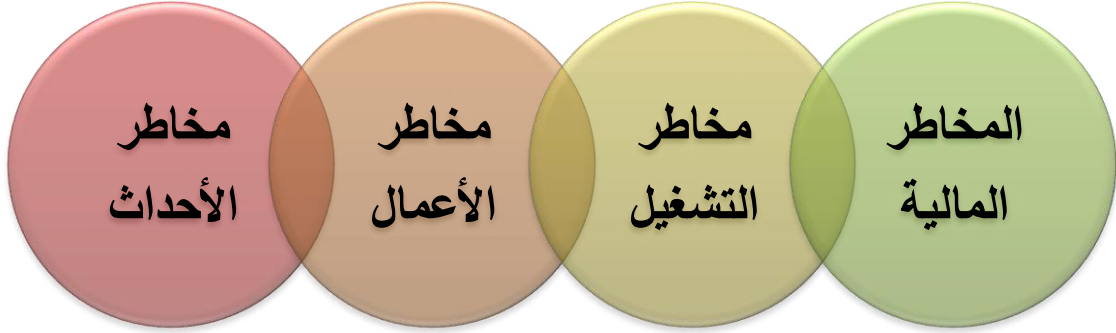 المخاطر
المالية
مخاطر
التشغيل
مخاطر
الأعمال
مخاطر
الأحداث